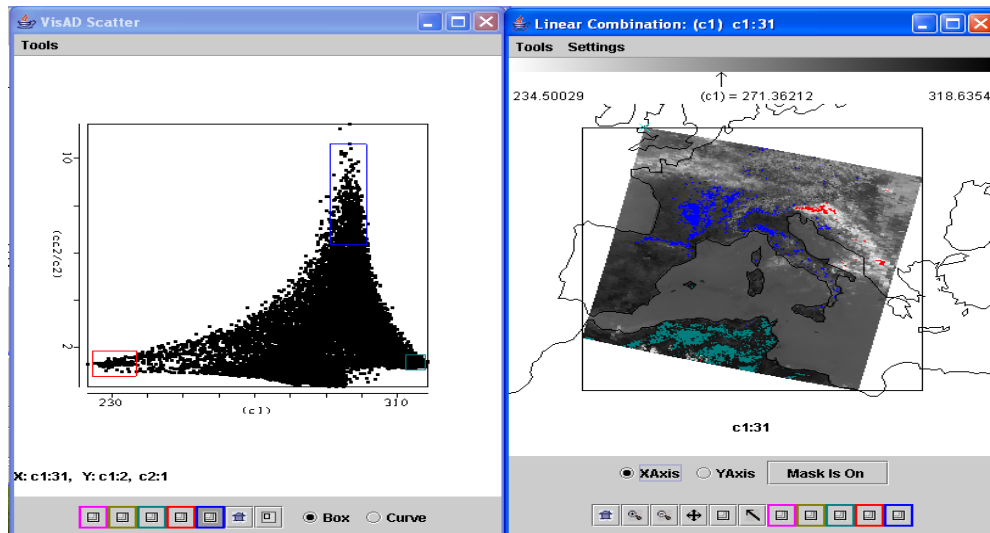 VisAD Scatter
Tools
10
(cc2/c2)
2
230
310
(c1)
X: c1:31, Y: c1:2, c2:1
Box
Curve
Linear Combination: (c1) c1:31
Tools Settings
234.50029
(c1) = 271.36212
318.6354
c1:31
XAxis
YAxis
Mask Is On